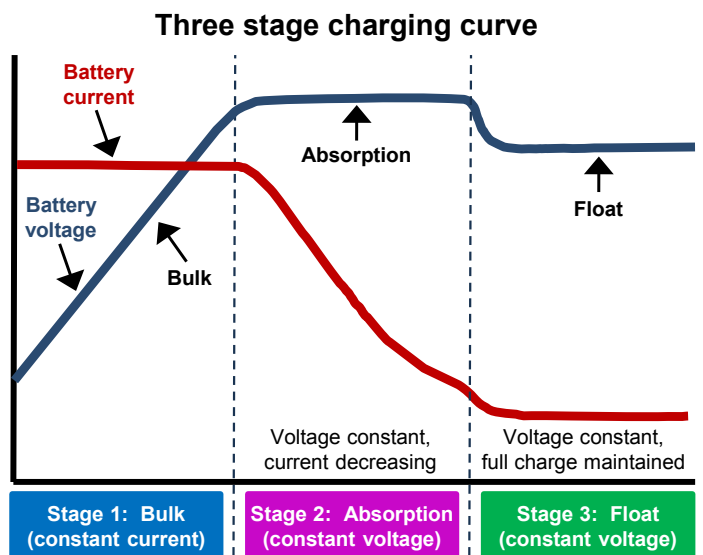 Three stage charging curve
Battery
current
Absorption
Battery
voltage
Float
Bulk
Voltage constant,
current decreasing
Voltage constant,
full charge maintained
Stage 1:  Bulk
(constant current)
Stage 2:  Absorption
(constant voltage)
Stage 3:  Float
(constant voltage)